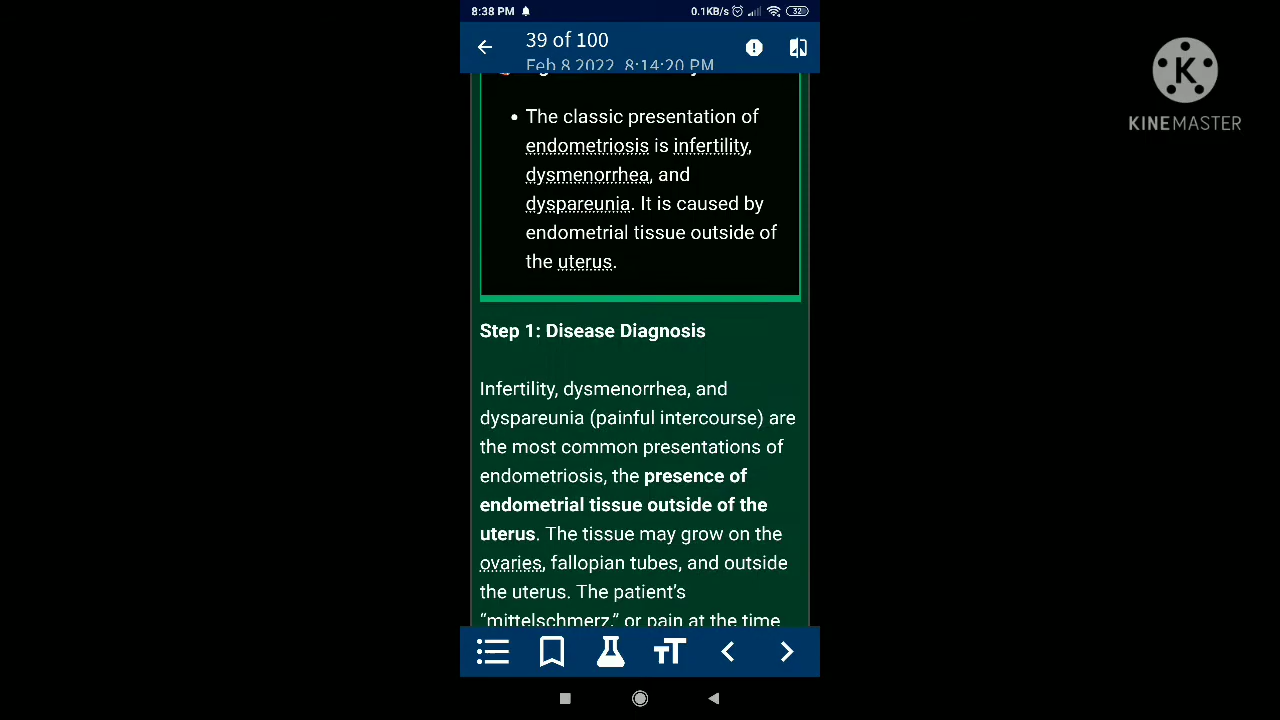 8:38 PM
0.1KB/s
32
39 of 100
Feb 8 2022 8:14:20 PM
KINEMASTER
• The classic presentation of
endometriosis is infertility,
dysmenorrhea, and
dyspareunia. It is caused by
endometrial tissue outside of
the uterus.
Step 1: Disease Diagnosis
Infertility, dysmenorrhea, and
dyspareunia (painful intercourse) are
the most common presentations of
endometriosis, the presence of
endometrial tissue outside of the
uterus. The tissue may grow on the
ovaries, fallopian tubes, and outside
the uterus. The patient's
“mittelschmerz,” or pain at the time